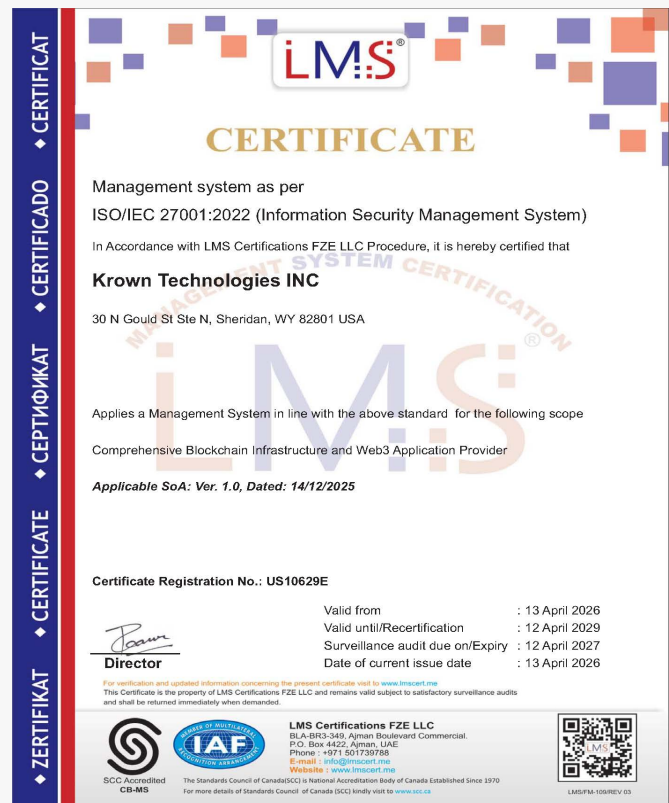 LMS®
CERTIFICATE
Management system as per
ISO/IEC 27001:2022 (Information Security Management System)
In Accordance with LMS Certifications FZE LLC Procedure, it is hereby certified that
MANAGEMENT SYSTEM CERTIFICATION
Krown Technologies INC
30 N Gould St Ste N, Sheridan, WY 82801 USA
LMS®
Applies a Management System in line with the above standard for the following scope
Comprehensive Blockchain Infrastructure and Web3 Application Provider
Applicable SoA: Ver. 1.0, Dated: 14/12/2025
Certificate Registration No.: US10629E
Valid from : 13 April 2026
Valid until/Recertification : 12 April 2029
Surveillance audit due on/Expiry : 12 April 2027
Date of current issue date : 13 April 2026
Director
For verification and updated information concerning the present certificate visit to www.lmscert.me
This Certificate is the property of LMS Certifications FZE LLC and remains valid subject to satisfactory surveillance audits
and shall be returned immediately when demanded.
SCC Accredited
CB-MS
MEMBER OF MULTILATERAL
IAF
RECOGNITION ARRANGEMENT
LMS Certifications FZE LLC
BLA-BR3-349, Ajman Boulevard Commercial.
P.O. Box 4422, Ajman, UAE
Phone : +971 501739788
E-mail : info@lmscert.me
Website : www.lmscert.me
The Standards Council of Canada(SCC) is National Accreditation Body of Canada Established Since 1970
For more details of Standards Council of Canada (SCC) kindly visit to www.scc.ca
LMS
LMS/FM-109/REV 03
◆ ZERTIFIKAT ◆ CERTIFICATE ◆ СЕРТИФИКАТ ◆ CERTIFICADO ◆ CERTIFICAT